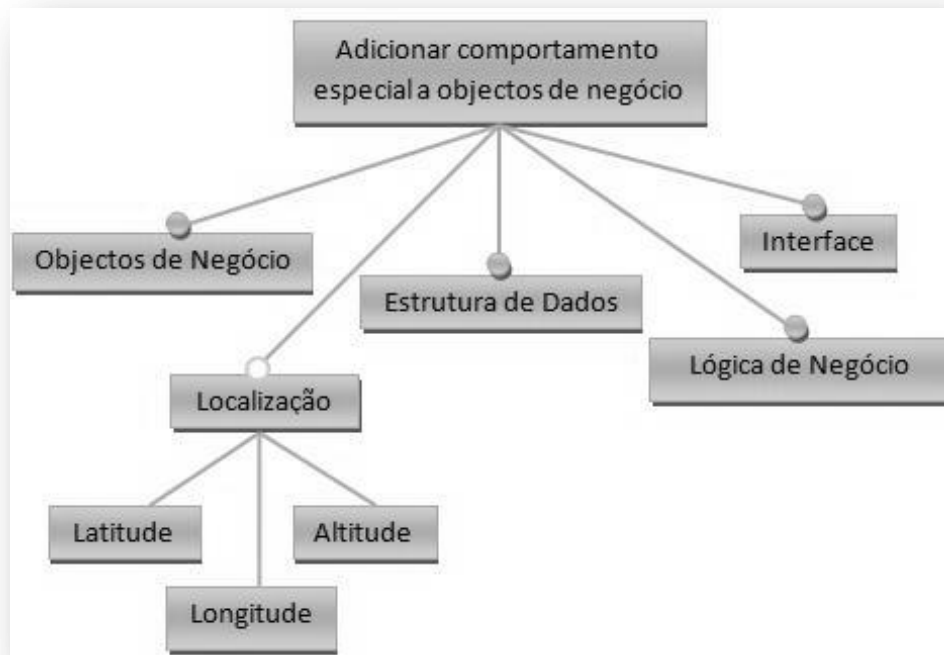 Adicionar comportamento
especial a objectos de negócio
Objectos de Negócio
Interface
Estrutura de Dados
Lógica de Negócio
Localização
Latitude
Altitude
Longitude